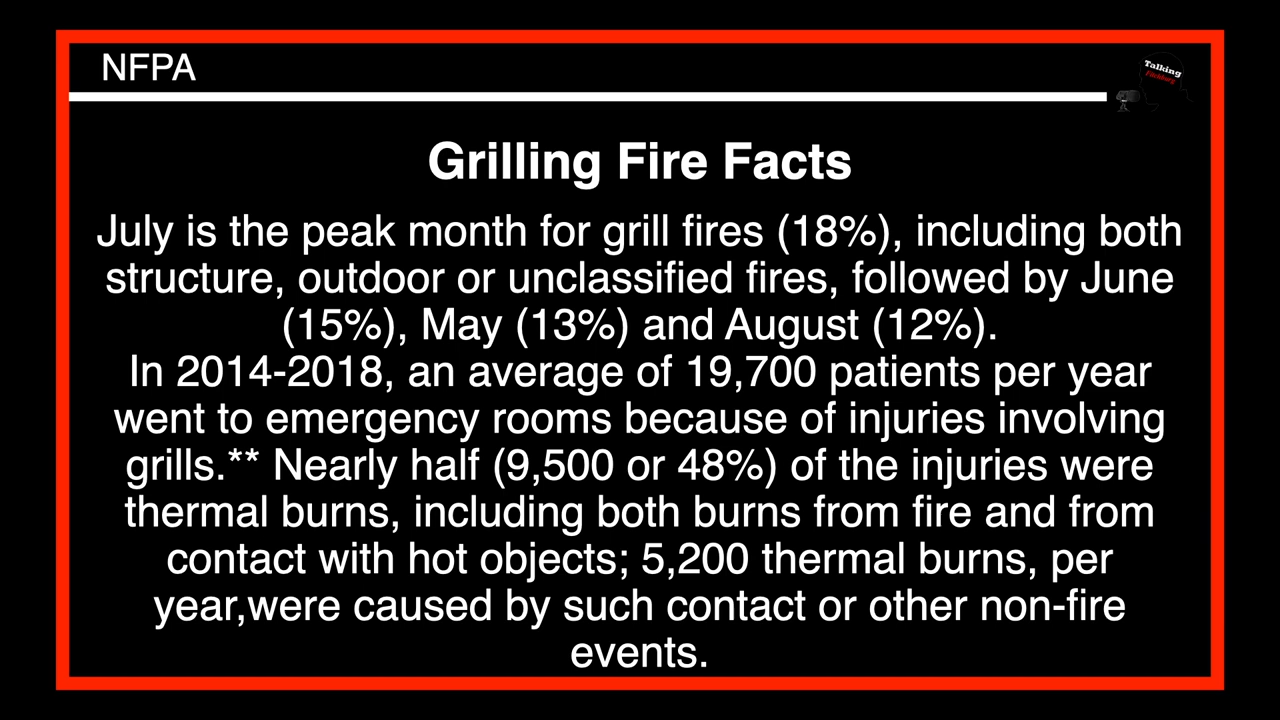 NFPA
Talking
Fitchburg
Grilling Fire Facts
July is the peak month for grill fires (18%), including both
structure, outdoor or unclassified fires, followed by June
(15%), May (13%) and August (12%).
In 2014-2018, an average of 19,700 patients per year
went to emergency rooms because of injuries involving
grills.** Nearly half (9,500 or 48%) of the injuries were
thermal burns, including both burns from fire and from
contact with hot objects; 5,200 thermal burns, per
year,were caused by such contact or other non-fire
events.